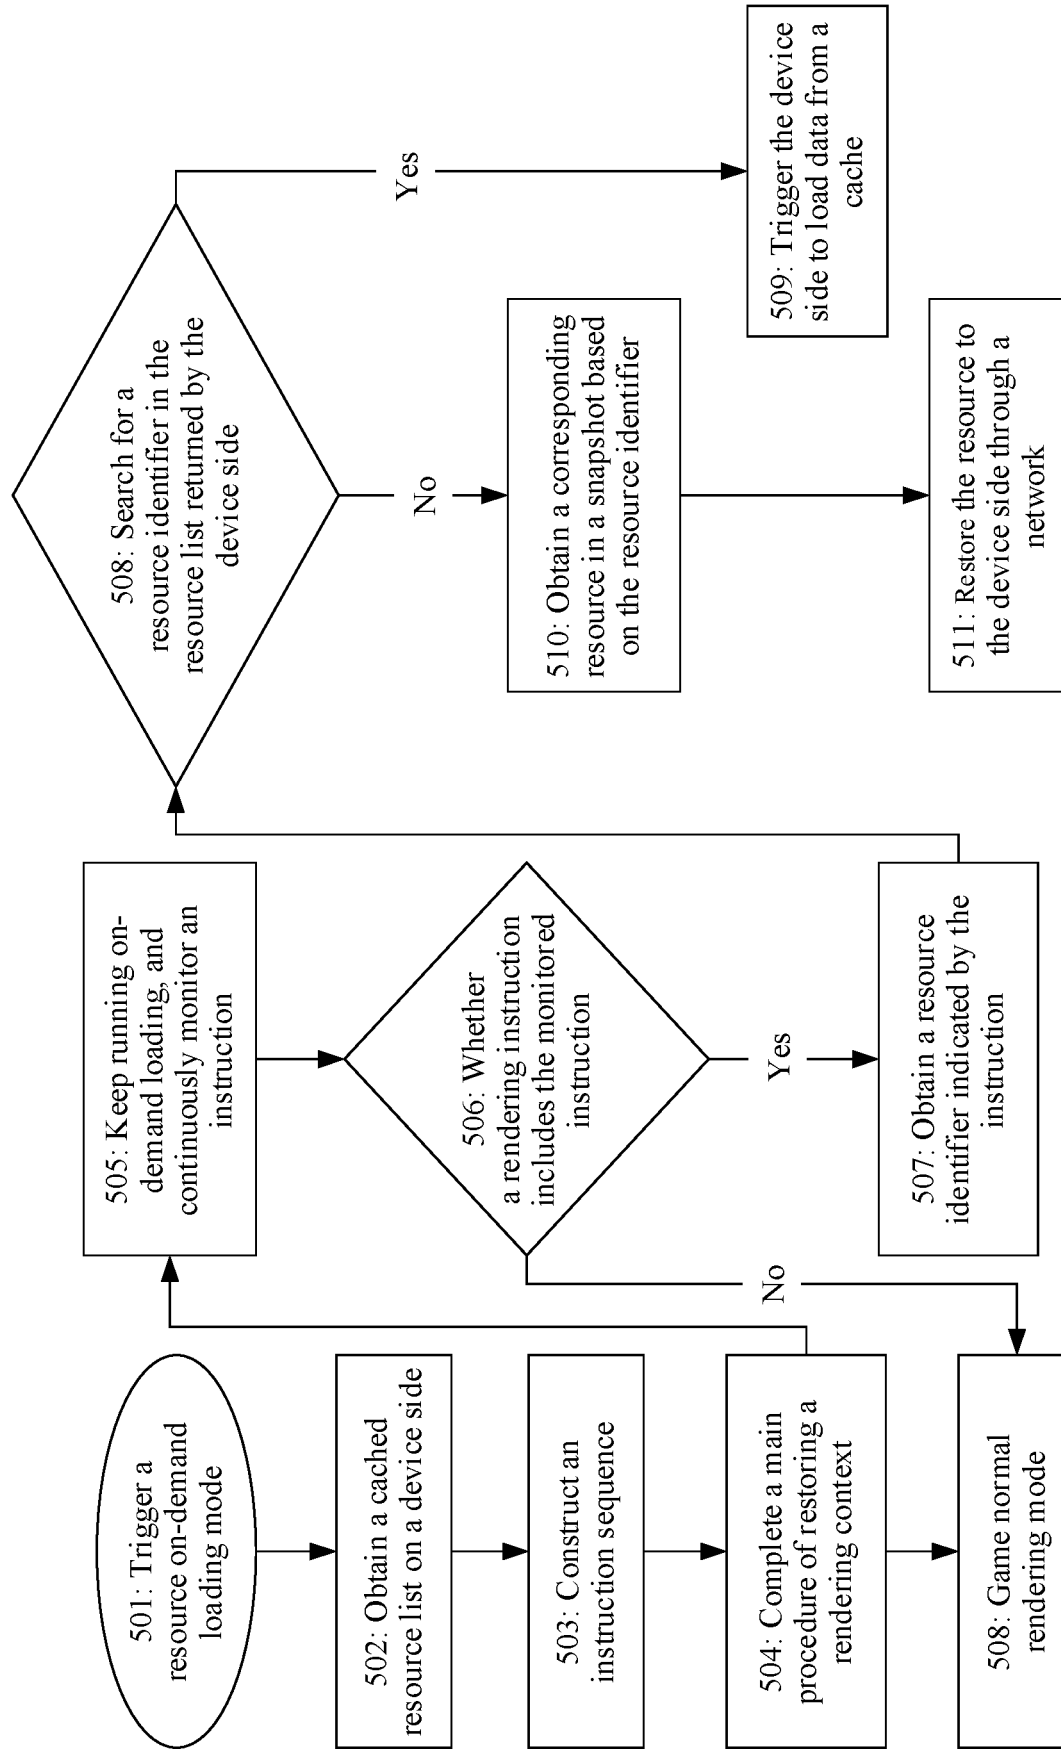 501: Trigger a
resource on-demand
loading mode
502: Obtain a cached
resource list on a device side
503: Construct an
instruction sequence
504: Complete a main
procedure of restoring a
rendering context
508: Game normal
rendering mode
505: Keep running on-
demand loading, and
continuously monitor an
instruction
506: Whether
a rendering instruction
includes the monitored
instruction
No
Yes
507: Obtain a resource
identifier indicated by the
instruction
508: Search for a
resource identifier in the
resource list returned by the
device side
No
Yes
510: Obtain a corresponding
resource in a snapshot based
on the resource identifier
509: Trigger the device
side to load data from a
cache
511: Restore the resource to
the device side through a
network